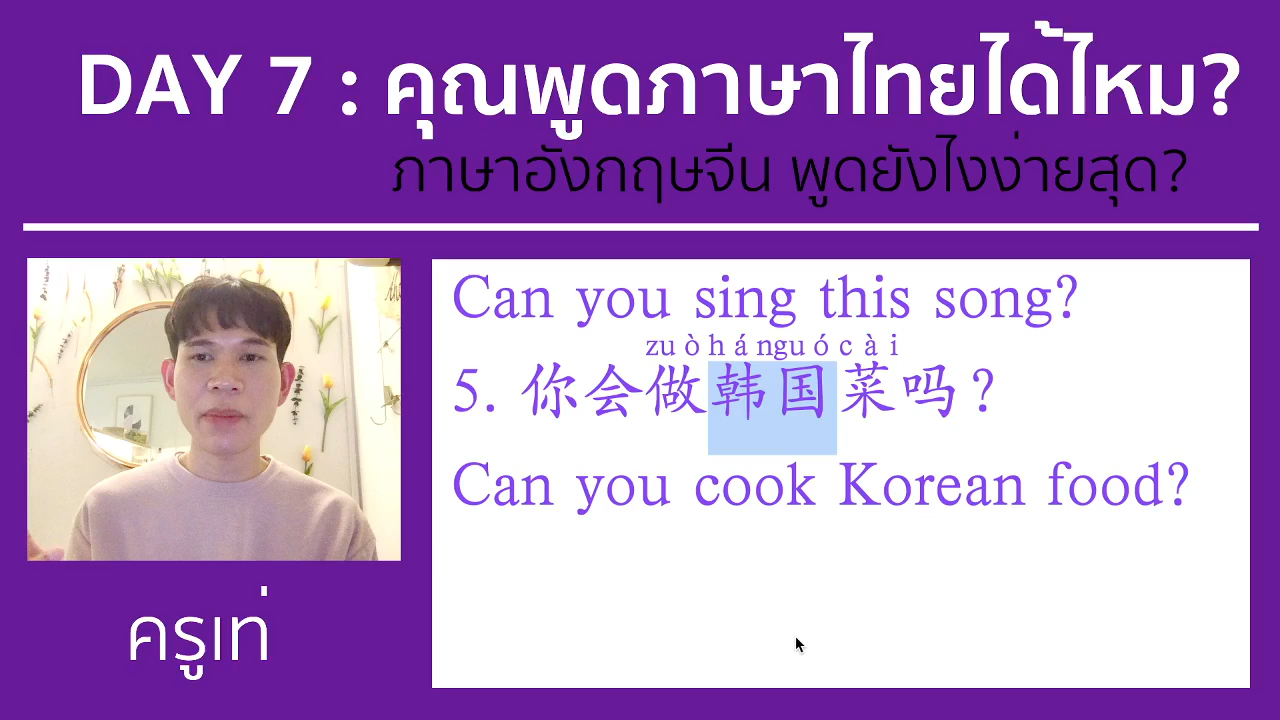 DAY 7 : คุณพูดภาษาไทยได้ไหม?
ภาษาอังกฤษจีน พูดยังไงง่ายสุด?
Can you sing this song?
zuòhánguócài
5. 你会做韩国菜吗？
Can you cook Korean food?
ครูเท่